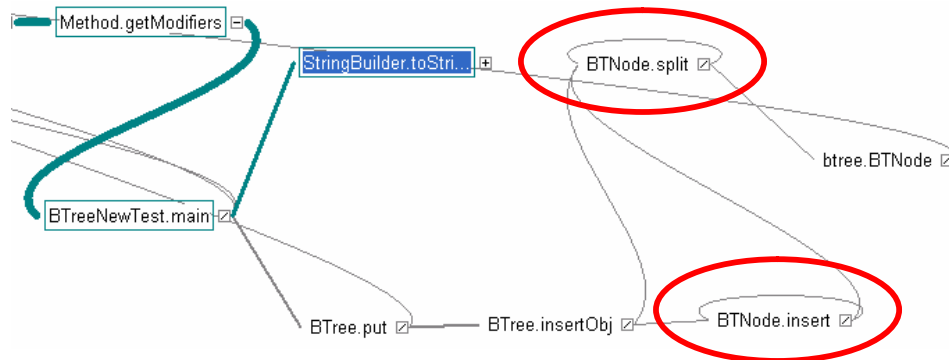 Method.getModifiers
StringBuilder.toStri...
BTNode.split
btree.BTNode
BTreeNewTest.main
BTree.put
BTree.insertObj
BTNode.insert